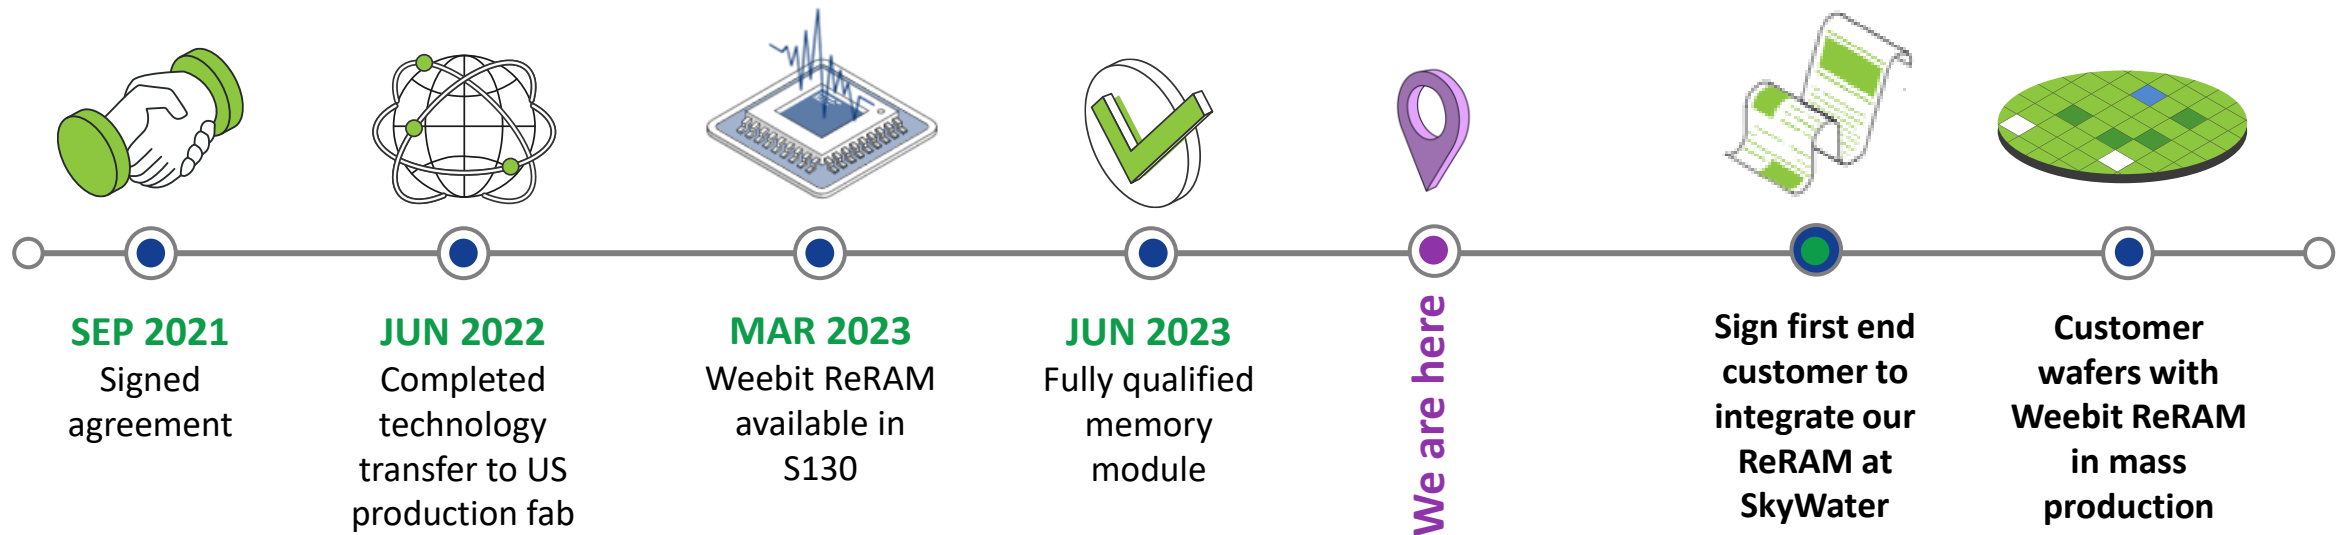 SEP 2021
Signed
agreement
JUN 2022
Completed
technology
transfer to US
production fab
MAR 2023
Weebit ReRAM
available in
S130
JUN 2023
Fully qualified
memory
module
We are here
Sign first end
customer to
integrate our
ReRAM at
SkyWater
Customer
wafers with
Weebit ReRAM
in mass
production